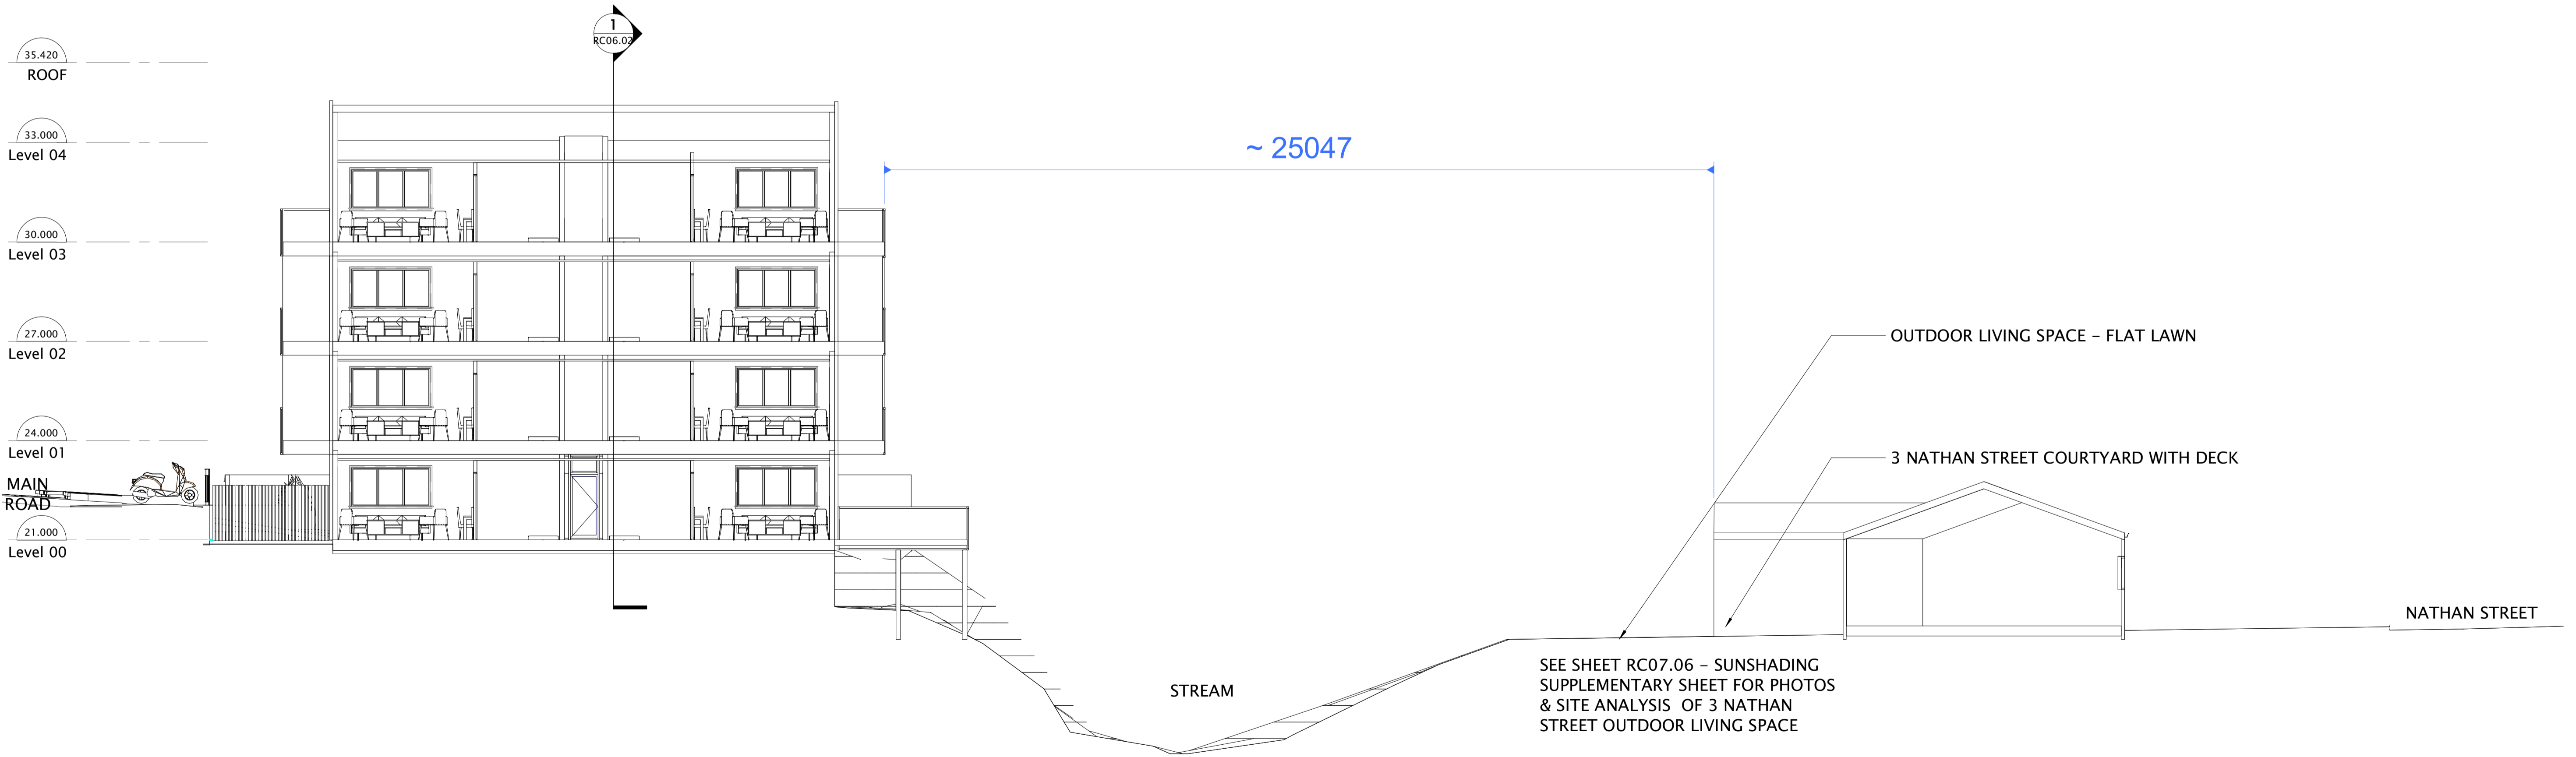 1
RC06.02
35.420
ROOF
33.000
Level 04
~ 25047
30.000
Level 03
27.000
Level 02
OUTDOOR LIVING SPACE – FLAT LAWN
24.000
Level 01
3 NATHAN STREET COURTYARD WITH DECK
MAIN
ROAD
21.000
Level 00
NATHAN STREET
STREAM
SEE SHEET RC07.06 – SUNSHADING
SUPPLEMENTARY SHEET FOR PHOTOS
& SITE ANALYSIS OF 3 NATHAN
STREET OUTDOOR LIVING SPACE